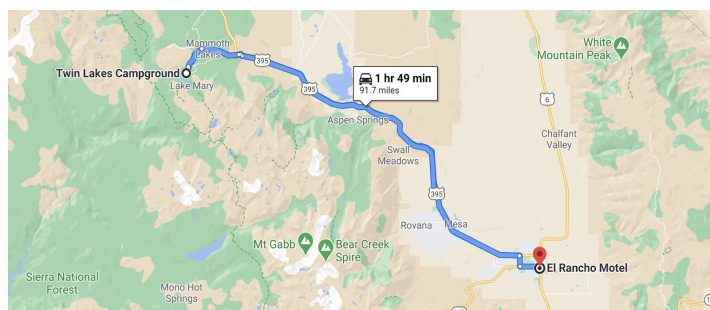 Mammoth
Lakes
395
White
Mountain Peak
Twin Lakes Campground
Lake Mary
1 hr 49 min
91.7 miles
395
6
Aspen Springs
Chalfant
Valley
Swall
Meadows
395
Rovana
Mesa
Mt Gabb
Bear Creek
Spire
El Rancho Motel
Sierra National
Forest
Mono Hot
Springs